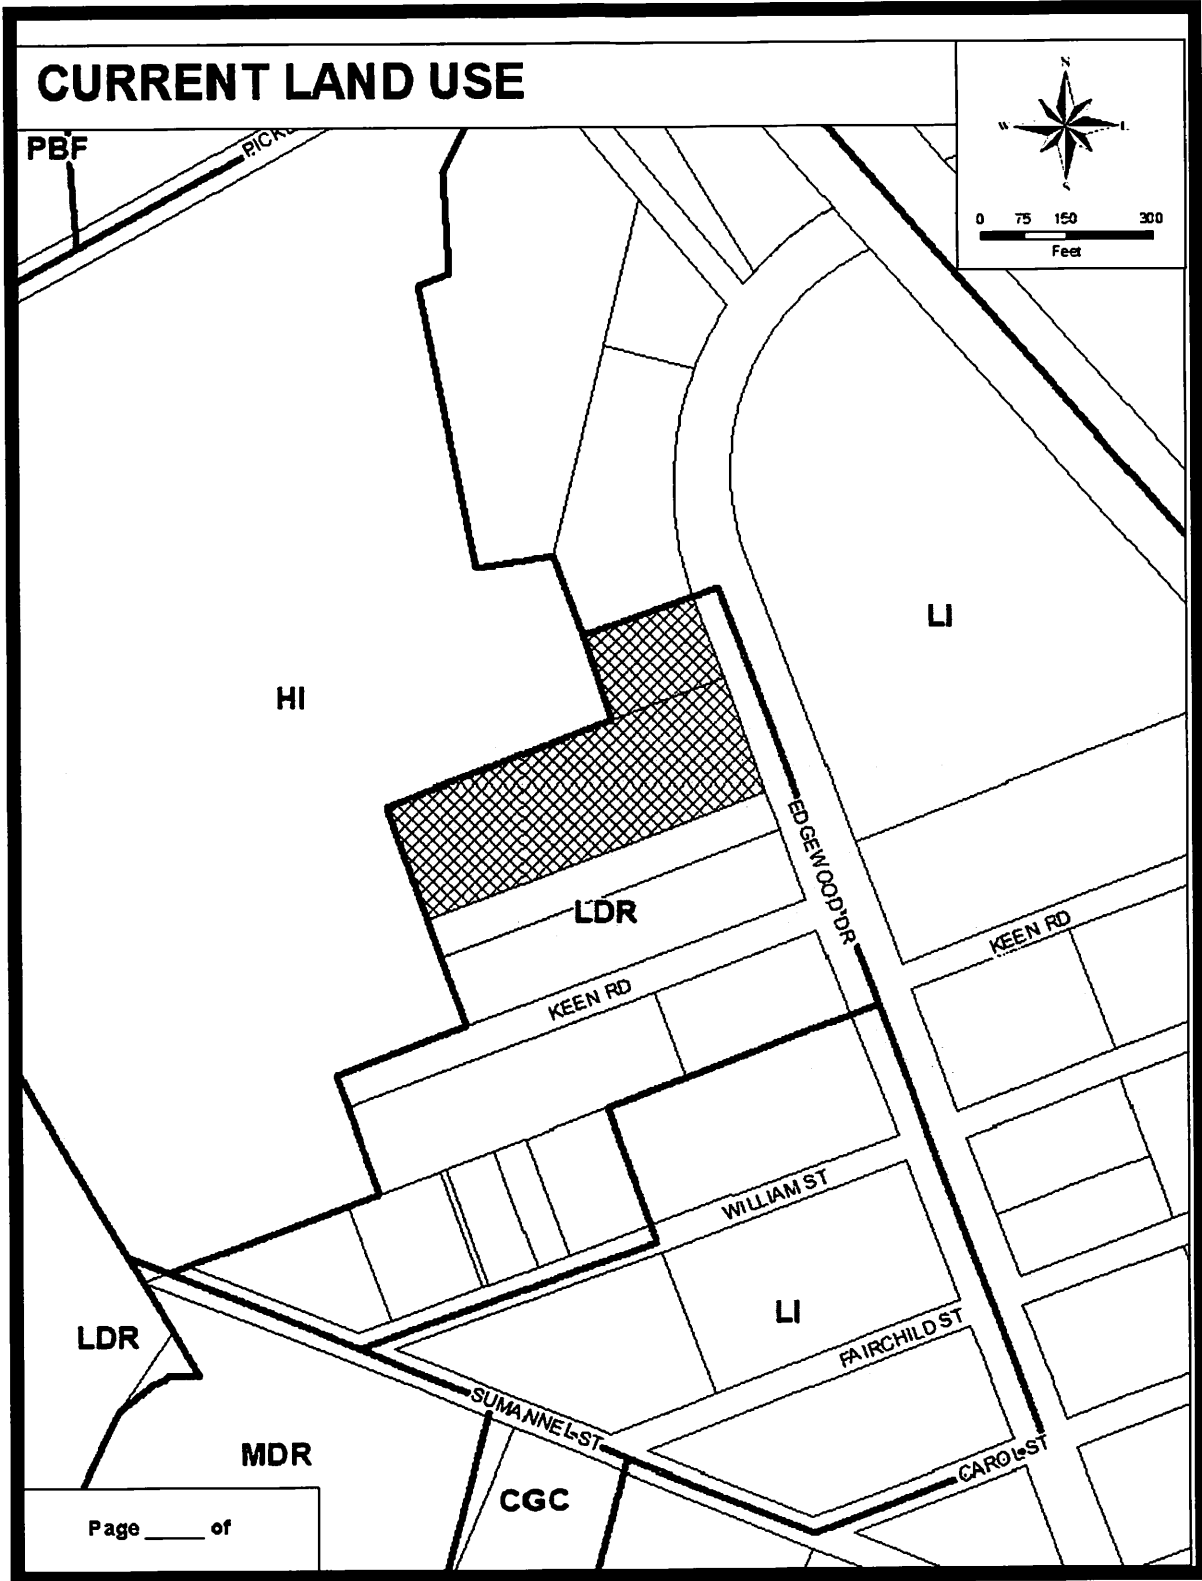 CURRENT LAND USE
N
W
S
0 75 150 300
Feet
PBF
LI
HI
EDGEWOOD DR
LDR
KEEN RD
KEEN RD
WILLIAM ST
LI
FAIRCHILD ST
LDR
SUMANNEL ST
CAROL ST
MDR
CGC
Page _____ of